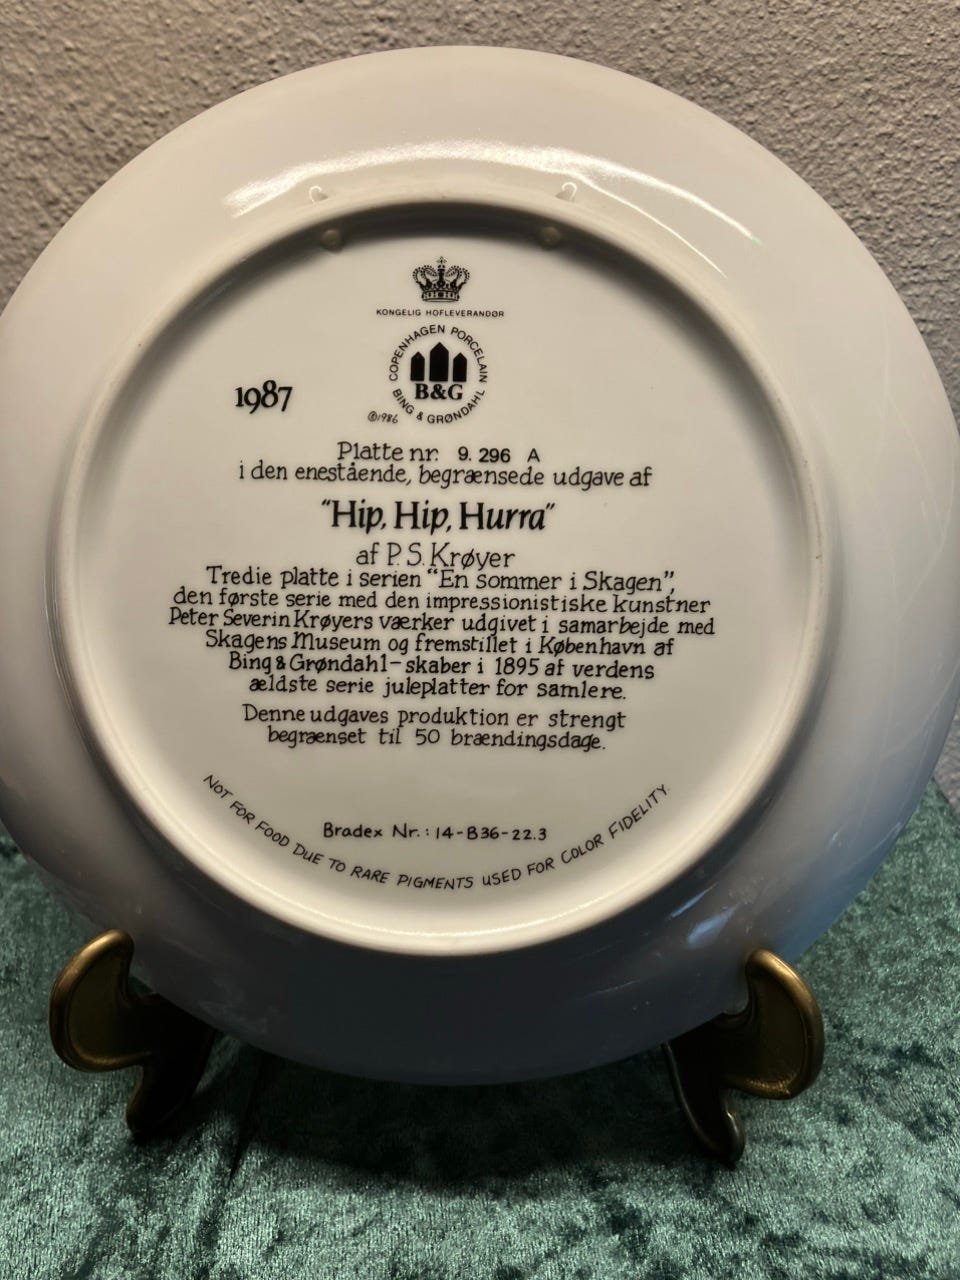 KONGELIG HOFLEVERANDØR
COPENHAGEN PORCELAIN
B&G
BING & GRØNDAHL
©1986
1987
Platte nr. 9.296 A
i den enestående, begrænsede udgave af
"Hip, Hip, Hurra"
af P. S. Krøyer
Tredie platte i serien "En sommer i Skagen",
den første serie med den impressionistiske kunstner
Peter Severin Krøyers værker udgivet i samarbejde med
Skagens Museum og fremstillet i København af
Bing & Grøndahl – skaber i 1895 af verdens
ældste serie juleplatter for samlere.
Denne udgaves produktion er strengt
begrænset til 50 brændingsdage.
Bradex Nr.: 14-B36-22.3
NOT FOR FOOD DUE TO RARE PIGMENTS USED FOR COLOR FIDELITY.